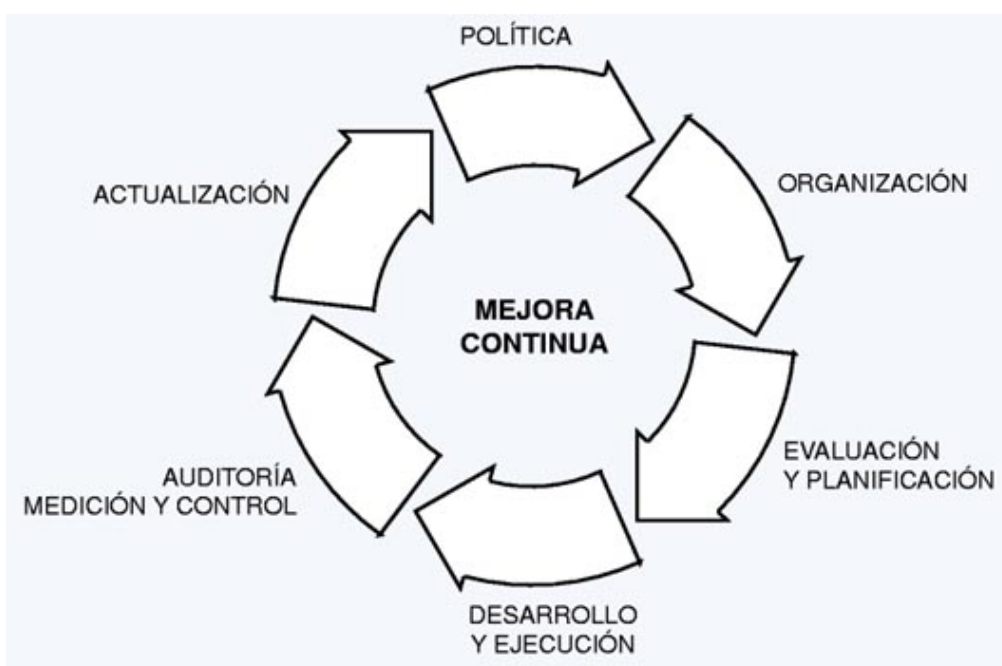 POLÍTICA
ORGANIZACIÓN
EVALUACIÓN
Y PLANIFICACIÓN
DESARROLLO
Y EJECUCIÓN
AUDITORÍA
MEDICIÓN Y CONTROL
ACTUALIZACIÓN
MEJORA
CONTINUA